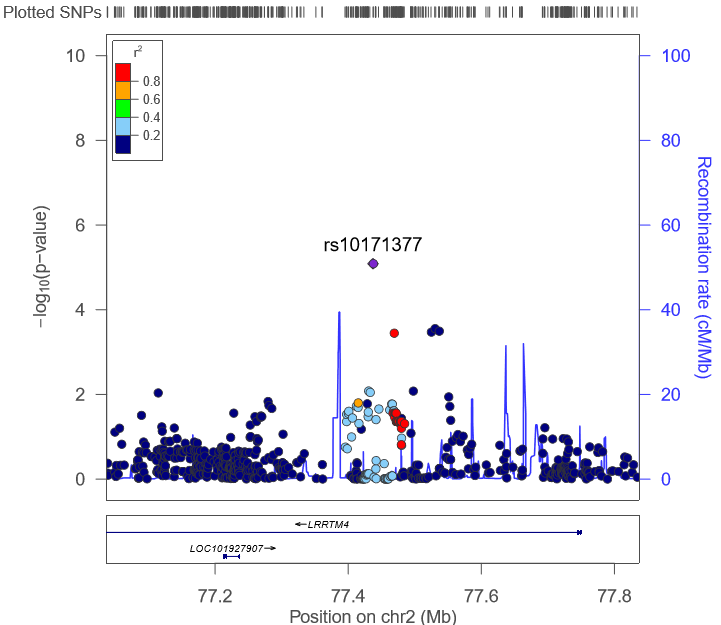 Plotted SNPs
r2
0.8
0.6
0.4
0.2
rs10171377
10
8
6
4
2
0
−log10(p−value)
100
80
60
40
20
0
Recombination rate (cM/Mb)
LRRTM4
LOC101927907
77.2 77.4 77.6 77.8
Position on chr2 (Mb)